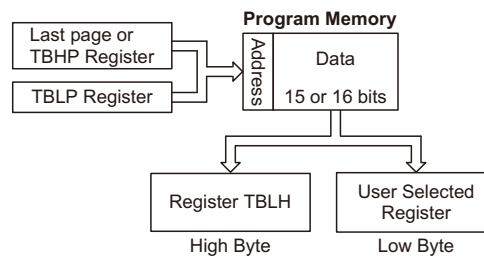 Program Memory
Last page or
TBHP Register
TBLP Register
Address
Data
15 or 16 bits
Register TBLH
User Selected
Register
High Byte
Low Byte